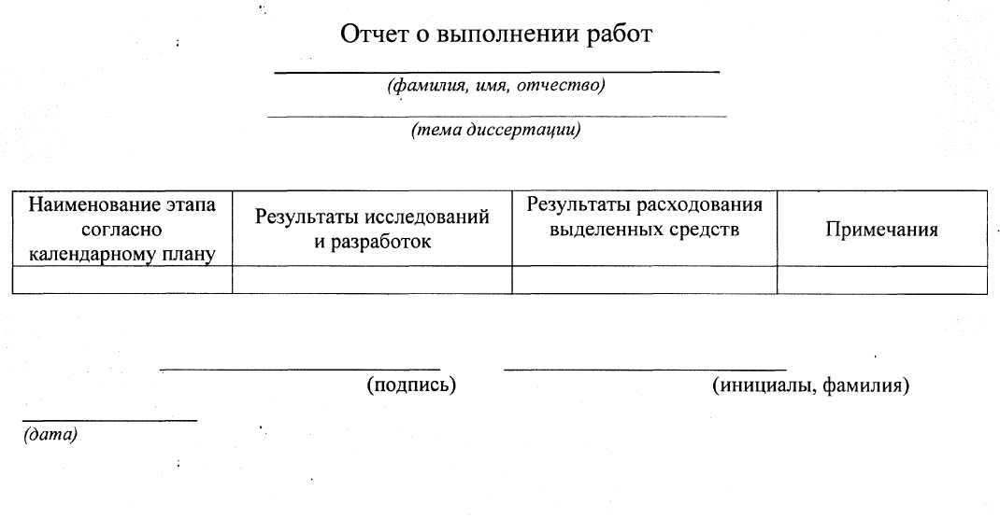 Отчет о выполнении работ
(фамилия, имя, отчество)
(тема диссертации)
Наименование этапа
согласно
календарному плану
Результаты исследований
и разработок
Результаты расходования
выделенных средств
Примечания
(подпись)
(инициалы, фамилия)
(дата)